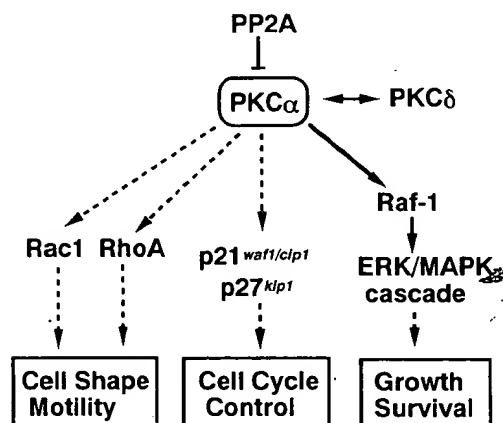 PP2A
PKCα
PKCδ
Rac1 RhoA
p21waf1/cip1
p27kip1
Raf-1
ERK/MAPK
cascade
Cell Shape
Motility
Cell Cycle
Control
Growth
Survival